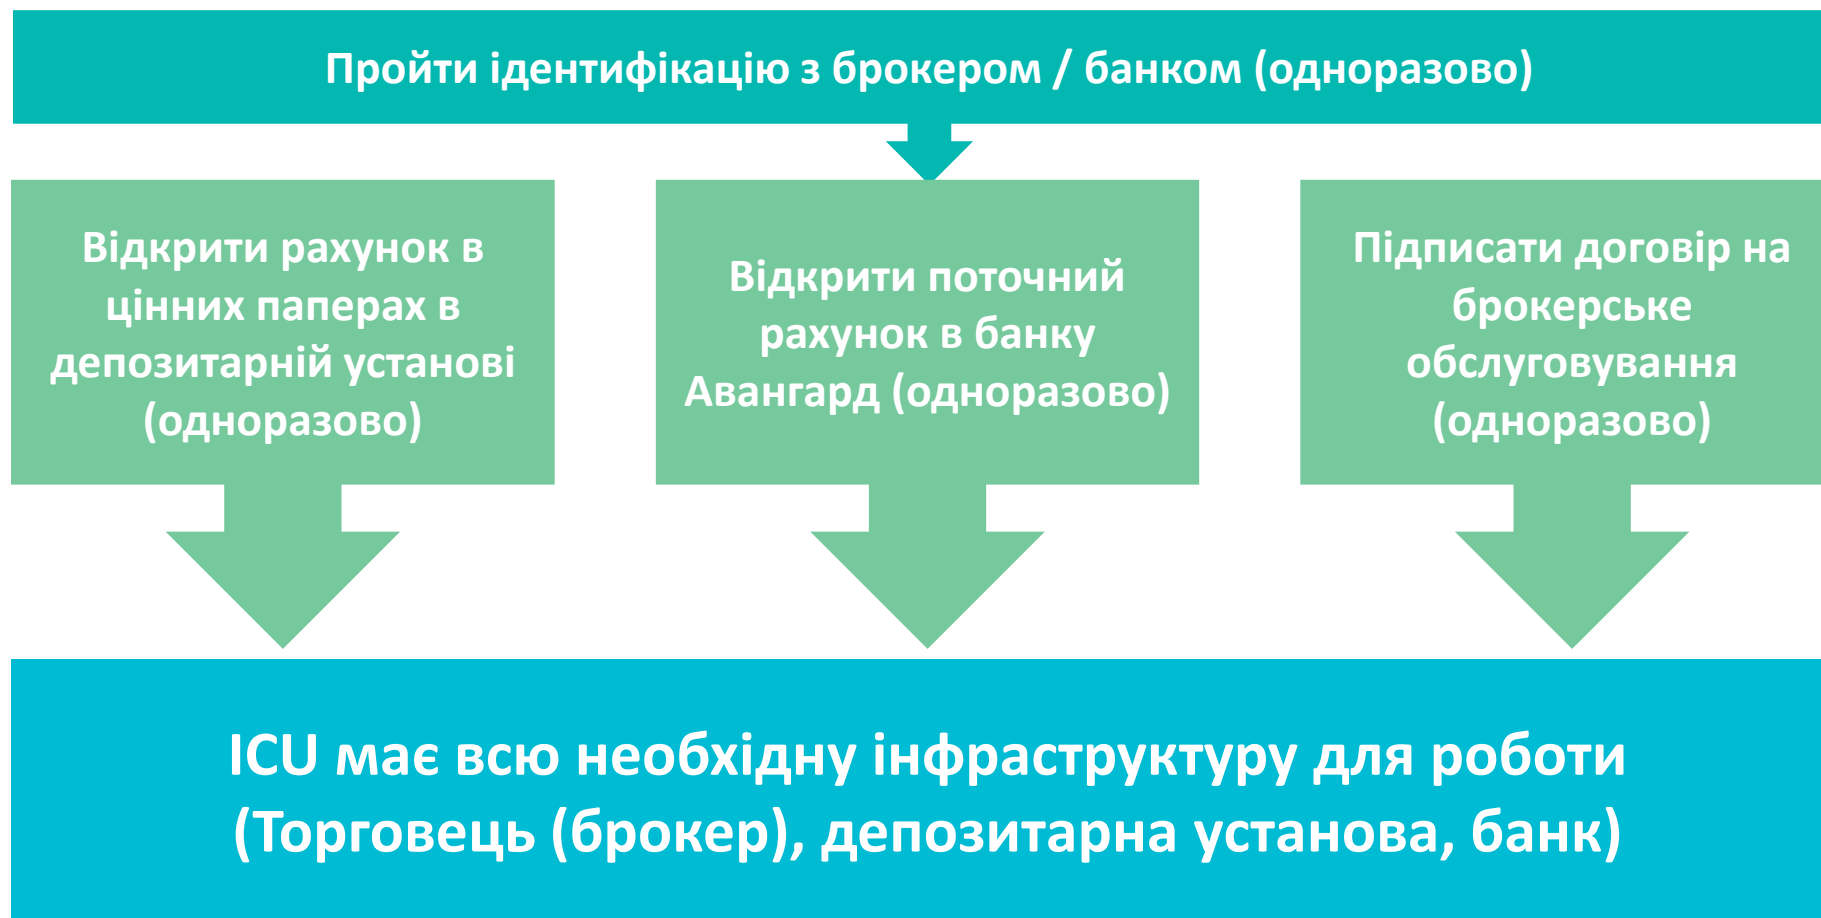 Пройти ідентифікацію з брокером / банком (одноразово)
Відкрити рахунок в
цінних паперах в
депозитарній установі
(одноразово)
Відкрити поточний
рахунок в банку
Авангард (одноразово)
Підписати договір на
брокерське
обслуговування
(одноразово)
ICU має всю необхідну інфраструктуру для роботи
(Торговець (брокер), депозитарна установа, банк)